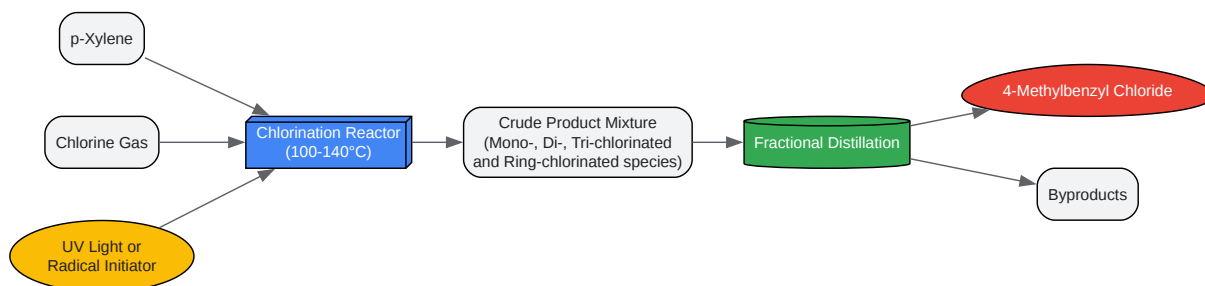 p-Xylene
Chlorine Gas
UV Light or
Radical Initiator
Chlorination Reactor
(100-140°C)
Crude Product Mixture
(Mono-, Di-, Tri-chlorinated
and Ring-chlorinated species)
Fractional Distillation
4-Methylbenzyl Chloride
Byproducts